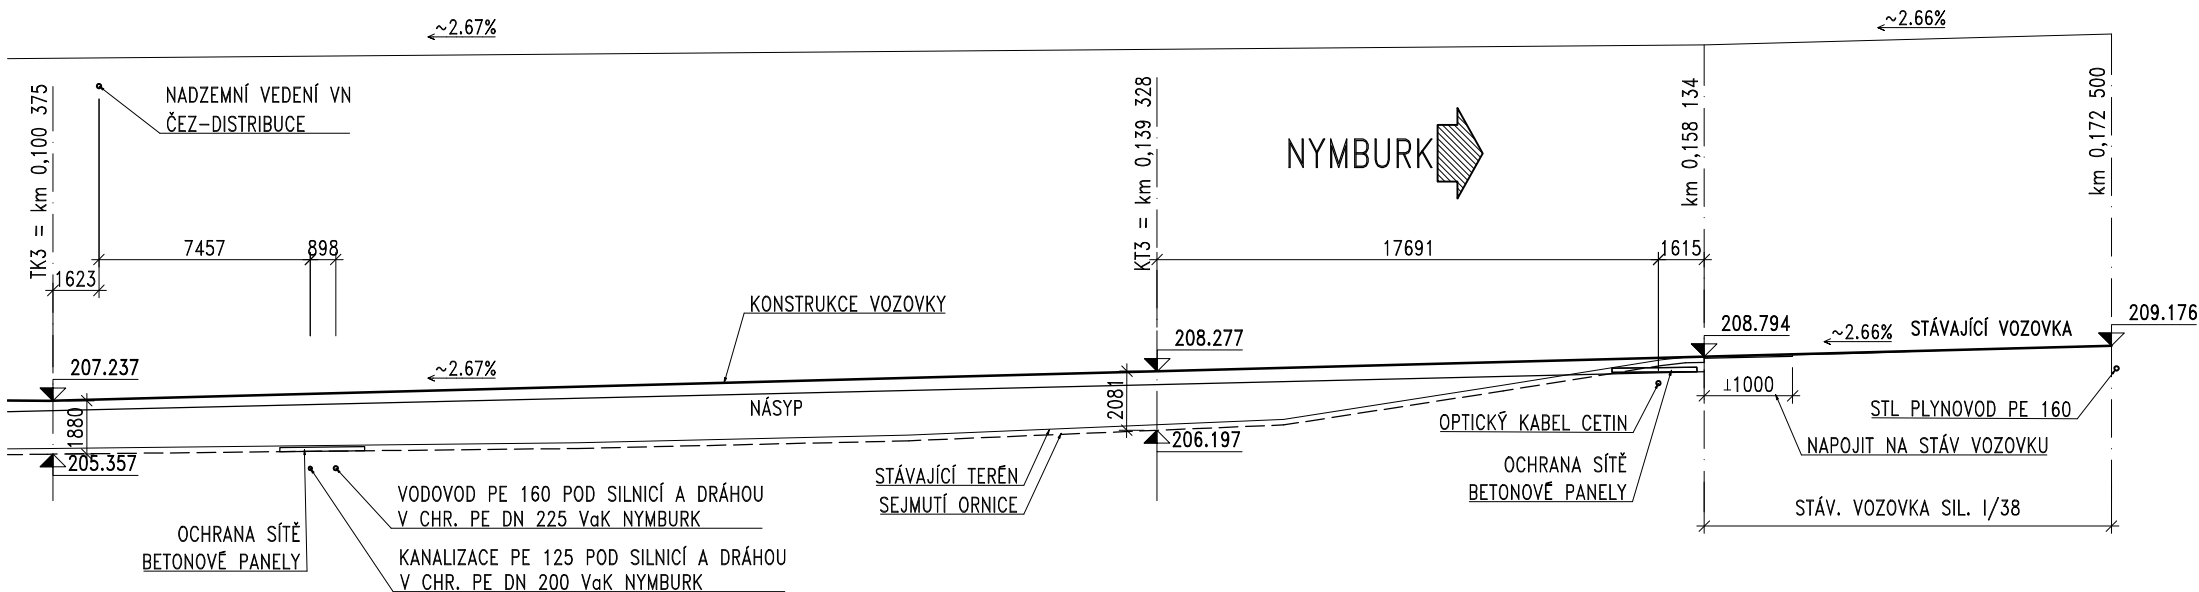 ~2.67%
~2.66%
NADZEMNÍ VEDENÍ VN
ČEZ-DISTRIBUCE
TK3 = km 0,100 375
KT3 = km 0,139 328
km 0,158 134
km 0,172 500
NYMBURK
7457
898
1623
17691
1615
KONSTRUKCE VOZOVKY
207.237
~2.67%
208.277
208.794
~2.66%
STÁVAJÍCÍ VOZOVKA
209.176
1880
NÁSYP
2081
⊥1000
205.357
206.197
OPTICKÝ KABEL CETIN
STL PLYNOVOD PE 160
NAPOJIT NA STÁV VOZOVKU
STÁVAJÍCÍ TERÉN
SEJMUTÍ ORNICE
OCHRANA SÍTĚ
BETONOVÉ PANELY
VODOVOD PE 160 POD SILNICÍ A DRÁHOU
V CHR. PE DN 225 VaK NYMBURK
STÁV. VOZOVKA SIL. I/38
OCHRANA SÍTĚ
BETONOVÉ PANELY
KANALIZACE PE 125 POD SILNICÍ A DRÁHOU
V CHR. PE DN 200 VaK NYMBURK